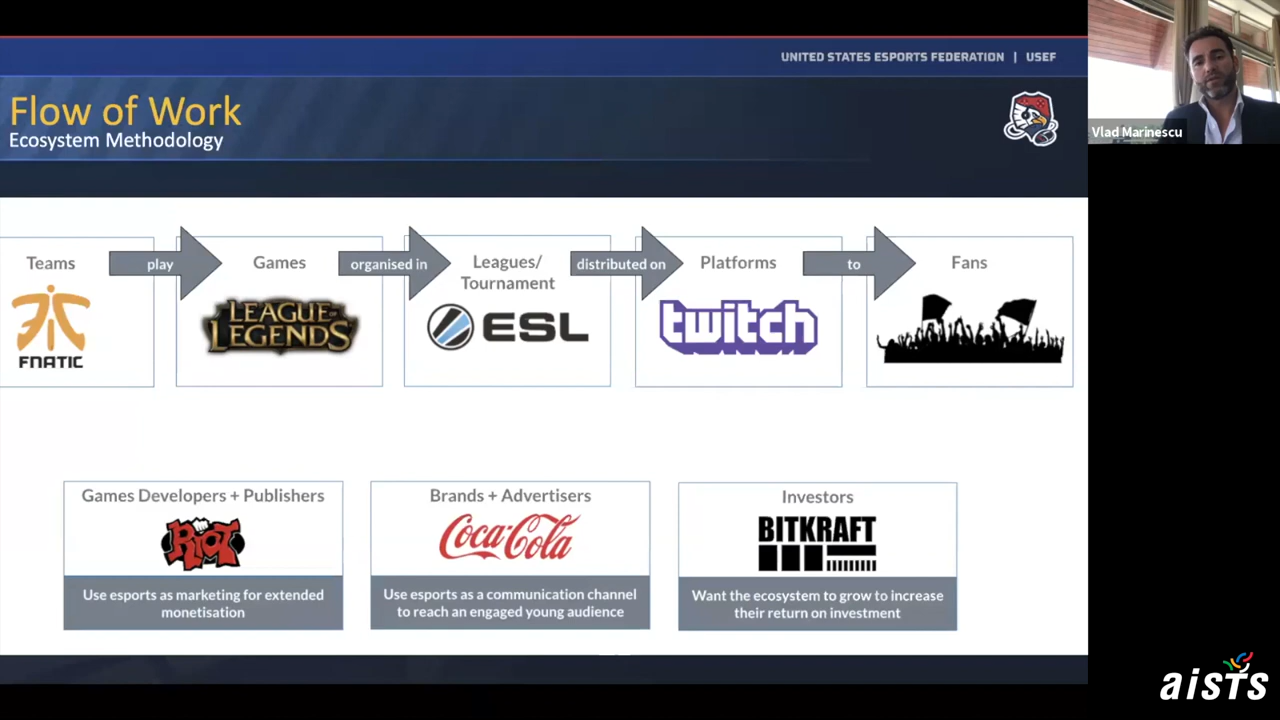 UNITED STATES ESPORTS FEDERATION | USEF
Vlad Marinescu
Flow of Work
Ecosystem Methodology
Teams
play
Games
organised in
Leagues/
Tournament
distributed on
Platforms
to
Fans
FNATIC
LEAGUE OF
LEGENDS
ESL
twitch
Games Developers + Publishers
RIOT
Use esports as marketing for extended
monetisation
Brands + Advertisers
Coca-Cola
Use esports as a communication channel
to reach an engaged young audience
Investors
BITKRAFT
Want the ecosystem to grow to increase
their return on investment
aisTs